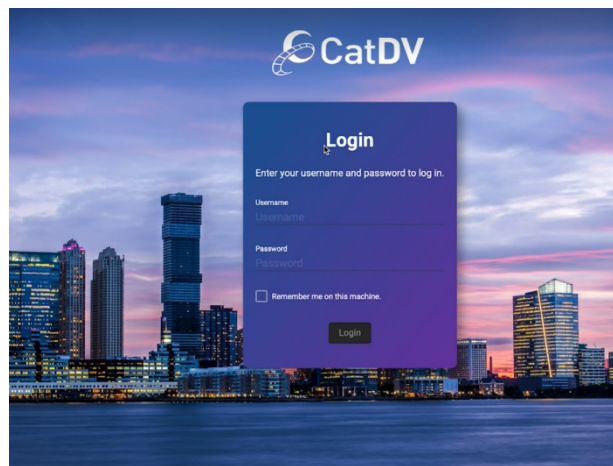 CatDV
Login
Enter your username and password to log in.
Username
Username
Password
Password
Remember me on this machine.
Login